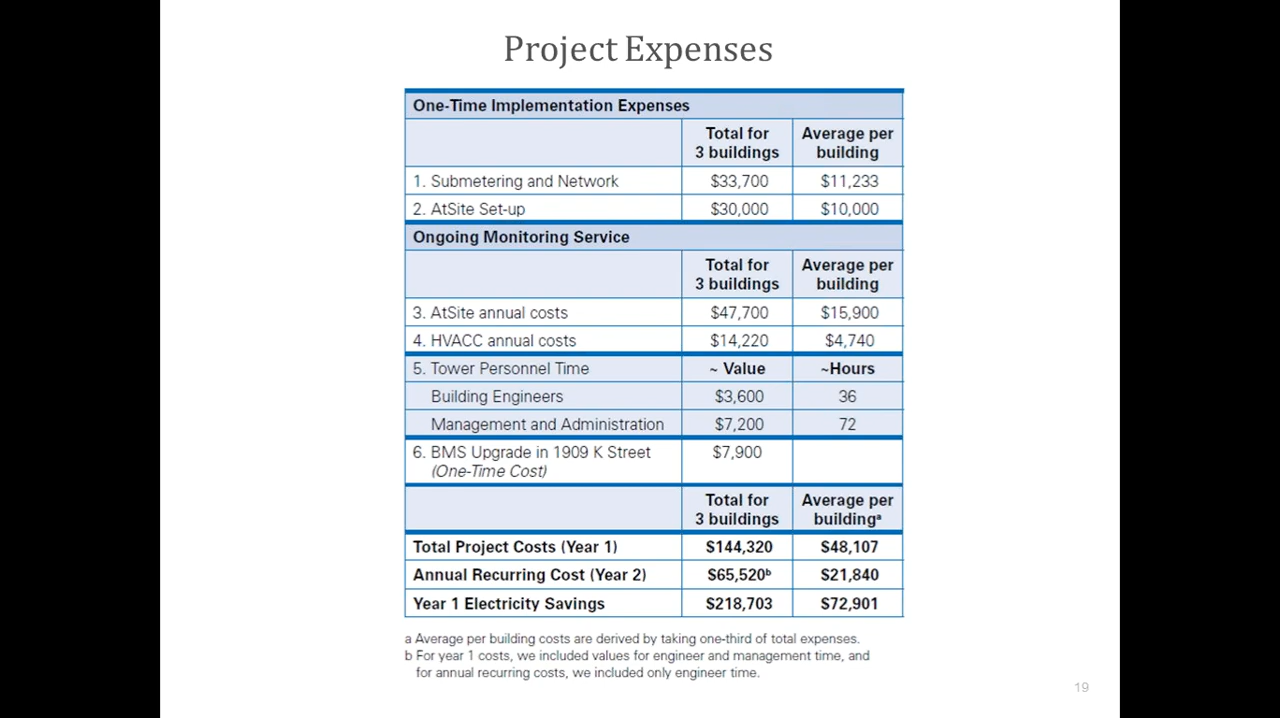 Project Expenses
One-Time Implementation Expenses
Total for 3 buildings Average per building
1. Submetering and Network $33,700 $11,233
2. AtSite Set-up $30,000 $10,000
Ongoing Monitoring Service
Total for 3 buildings Average per building
3. AtSite annual costs $47,700 $15,900
4. HVACC annual costs $14,220 $4,740
5. Tower Personnel Time ~ Value ~Hours
Building Engineers $3,600 36
Management and Administration $7,200 72
6. BMS Upgrade in 1909 K Street $7,900
(One-Time Cost)
Total for 3 buildings Average per buildingᵃ
Total Project Costs (Year 1) $144,320 $48,107
Annual Recurring Cost (Year 2) $65,520ᵇ $21,840
Year 1 Electricity Savings $218,703 $72,901
a Average per building costs are derived by taking one-third of total expenses.
b For year 1 costs, we included values for engineer and management time, and
for annual recurring costs, we included only engineer time.
19